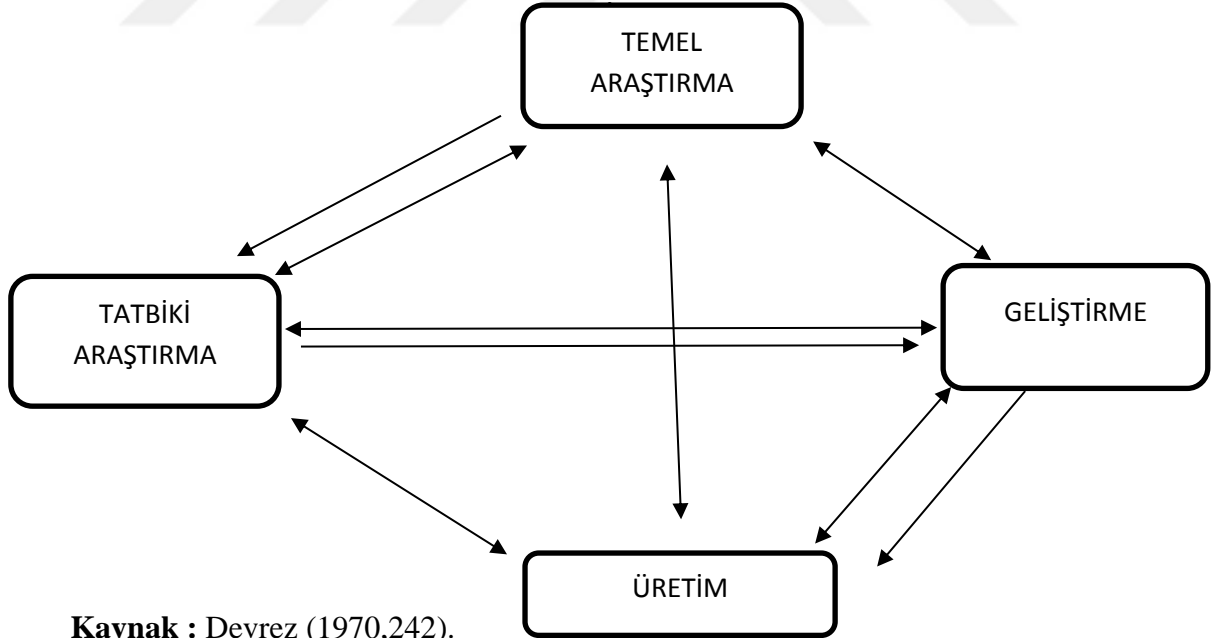 TEMEL
ARAŞTIRMA
TATBİKİ
ARAŞTIRMA
GELİŞTİRME
ÜRETİM
Kaynak : Devrez (1970,242).